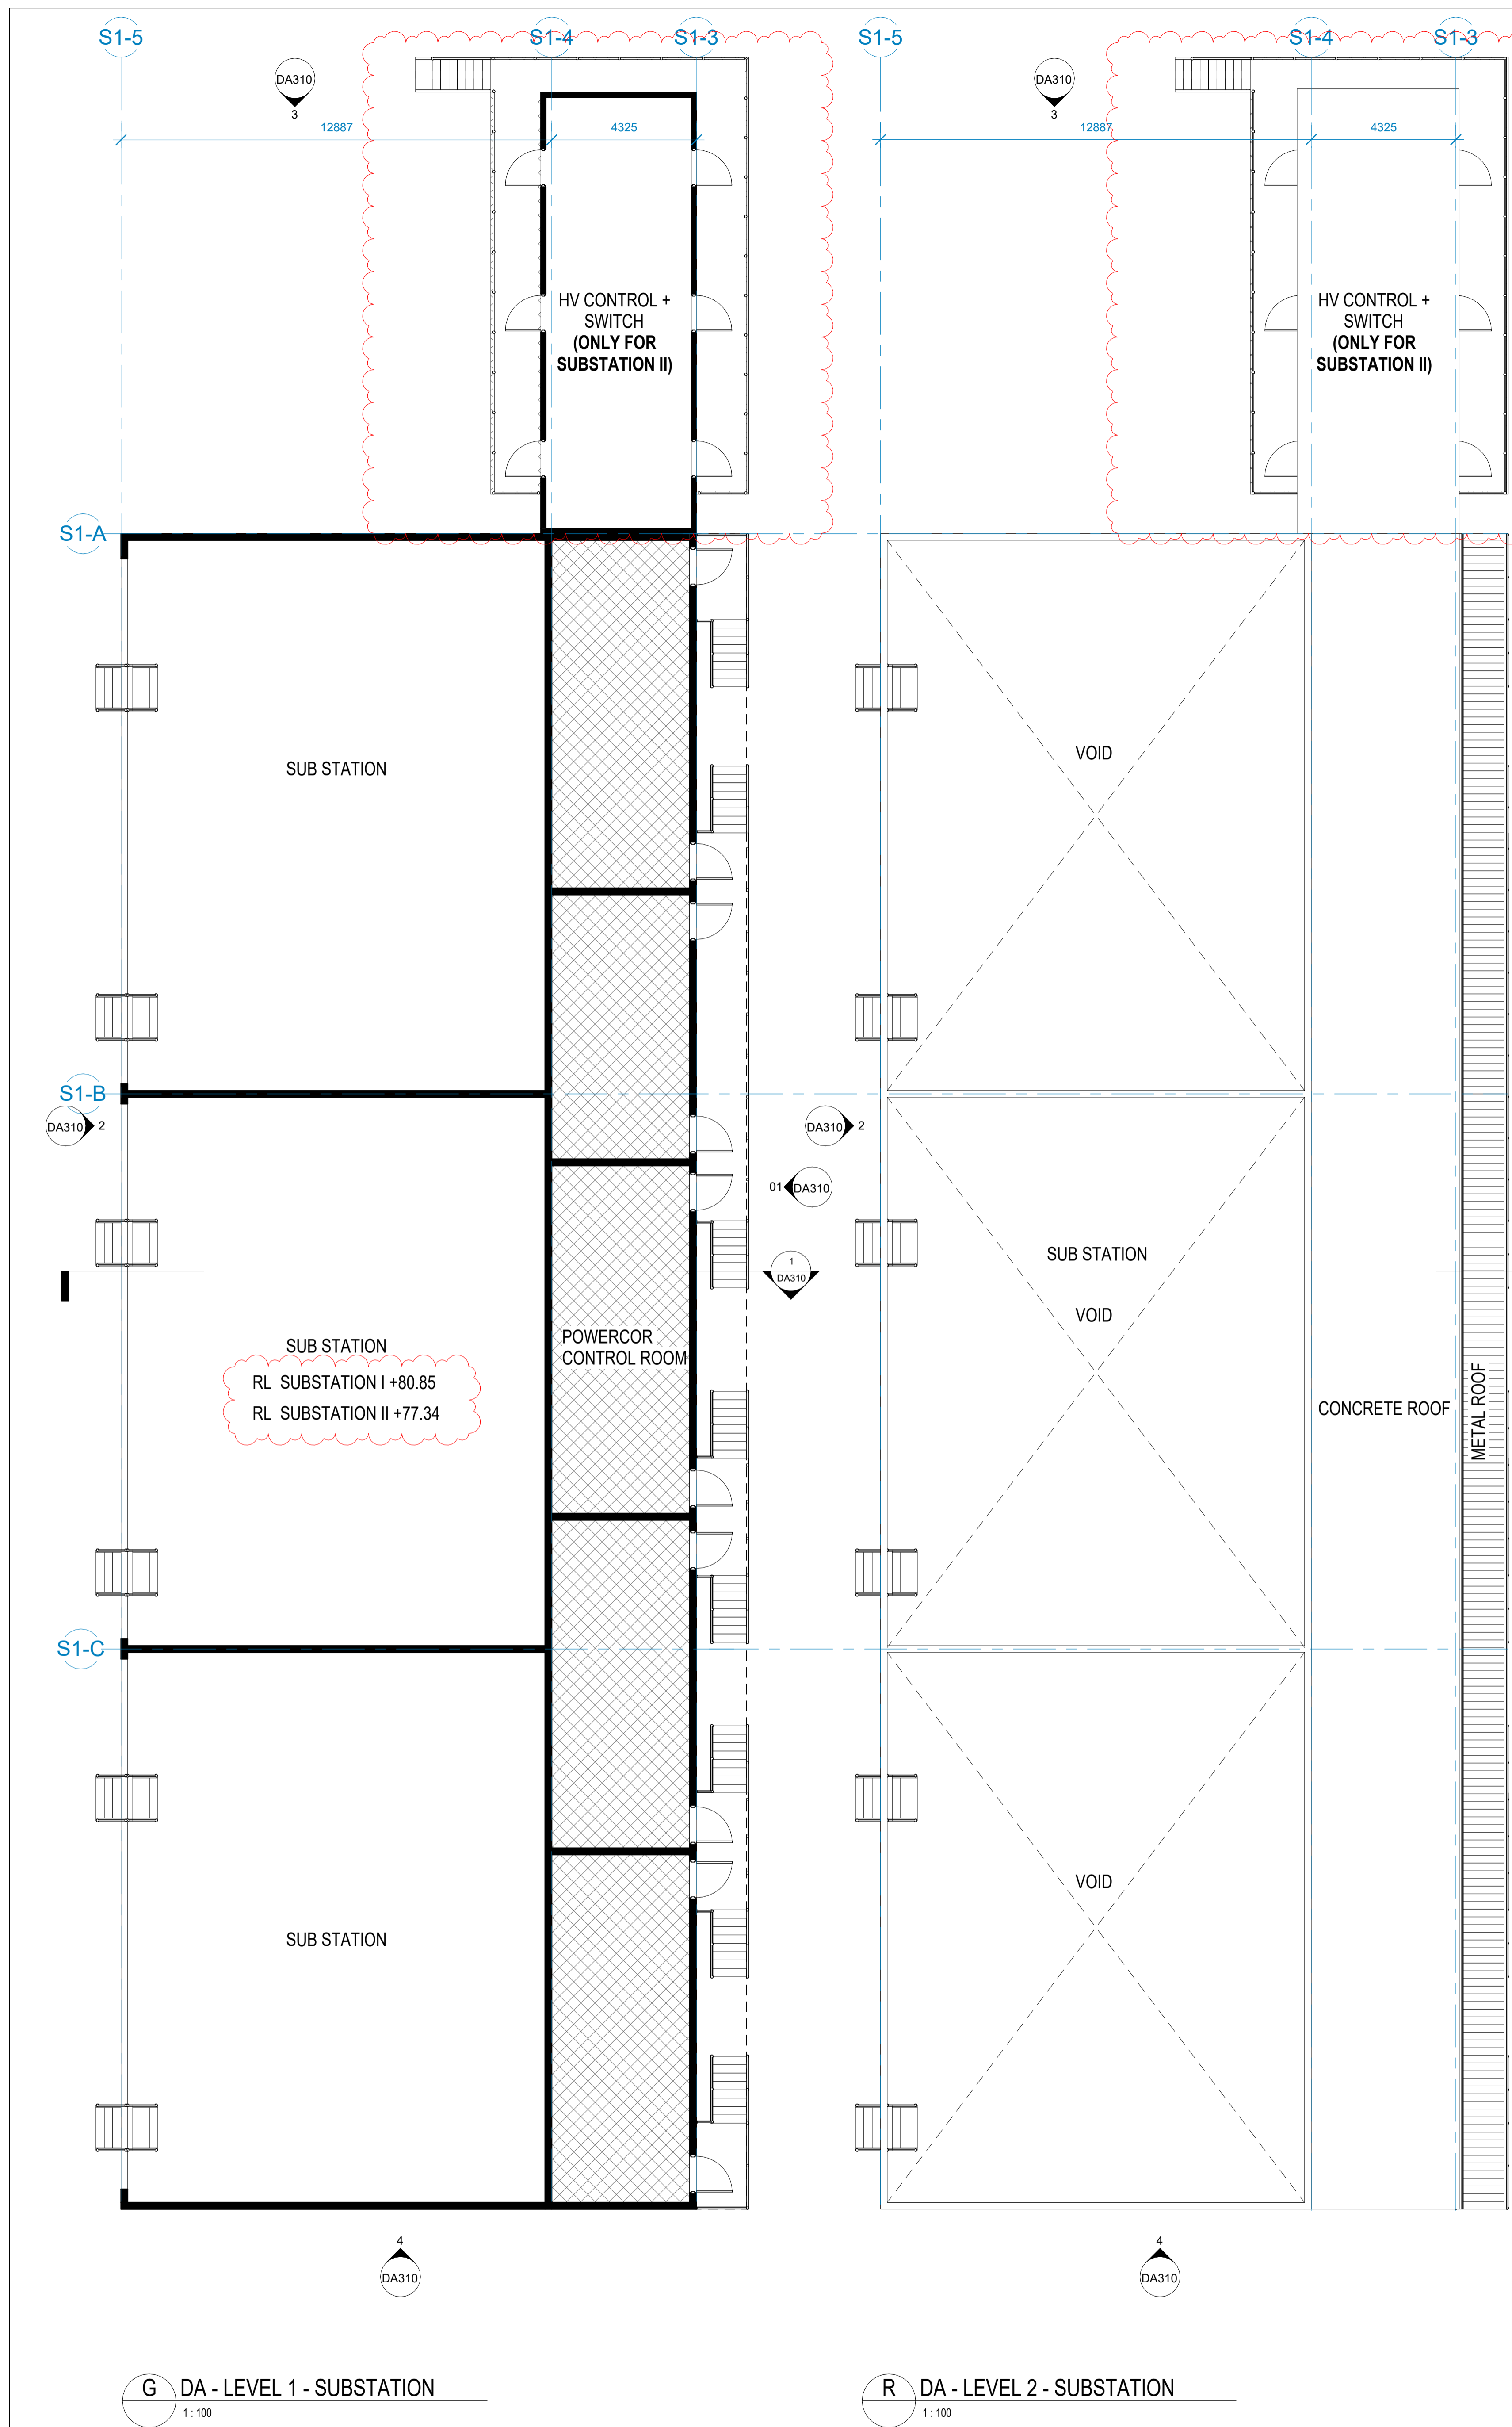 S1-5
S1-4
S1-3
DA310
3
12887
4325
HV CONTROL +
SWITCH
(ONLY FOR
SUBSTATION II)
S1-A
SUB STATION
S1-B
DA310
2
01
DA310
1
DA310
SUB STATION
RL SUBSTATION I +80.85
RL SUBSTATION II +77.34
POWERCOR
CONTROL ROOM
S1-C
SUB STATION
4
DA310
G
DA - LEVEL 1 - SUBSTATION
1 : 100
S1-5
S1-4
S1-3
DA310
3
12887
4325
HV CONTROL +
SWITCH
(ONLY FOR
SUBSTATION II)
VOID
DA310
2
SUB STATION
VOID
CONCRETE ROOF
METAL ROOF
VOID
4
DA310
R
DA - LEVEL 2 - SUBSTATION
1 : 100